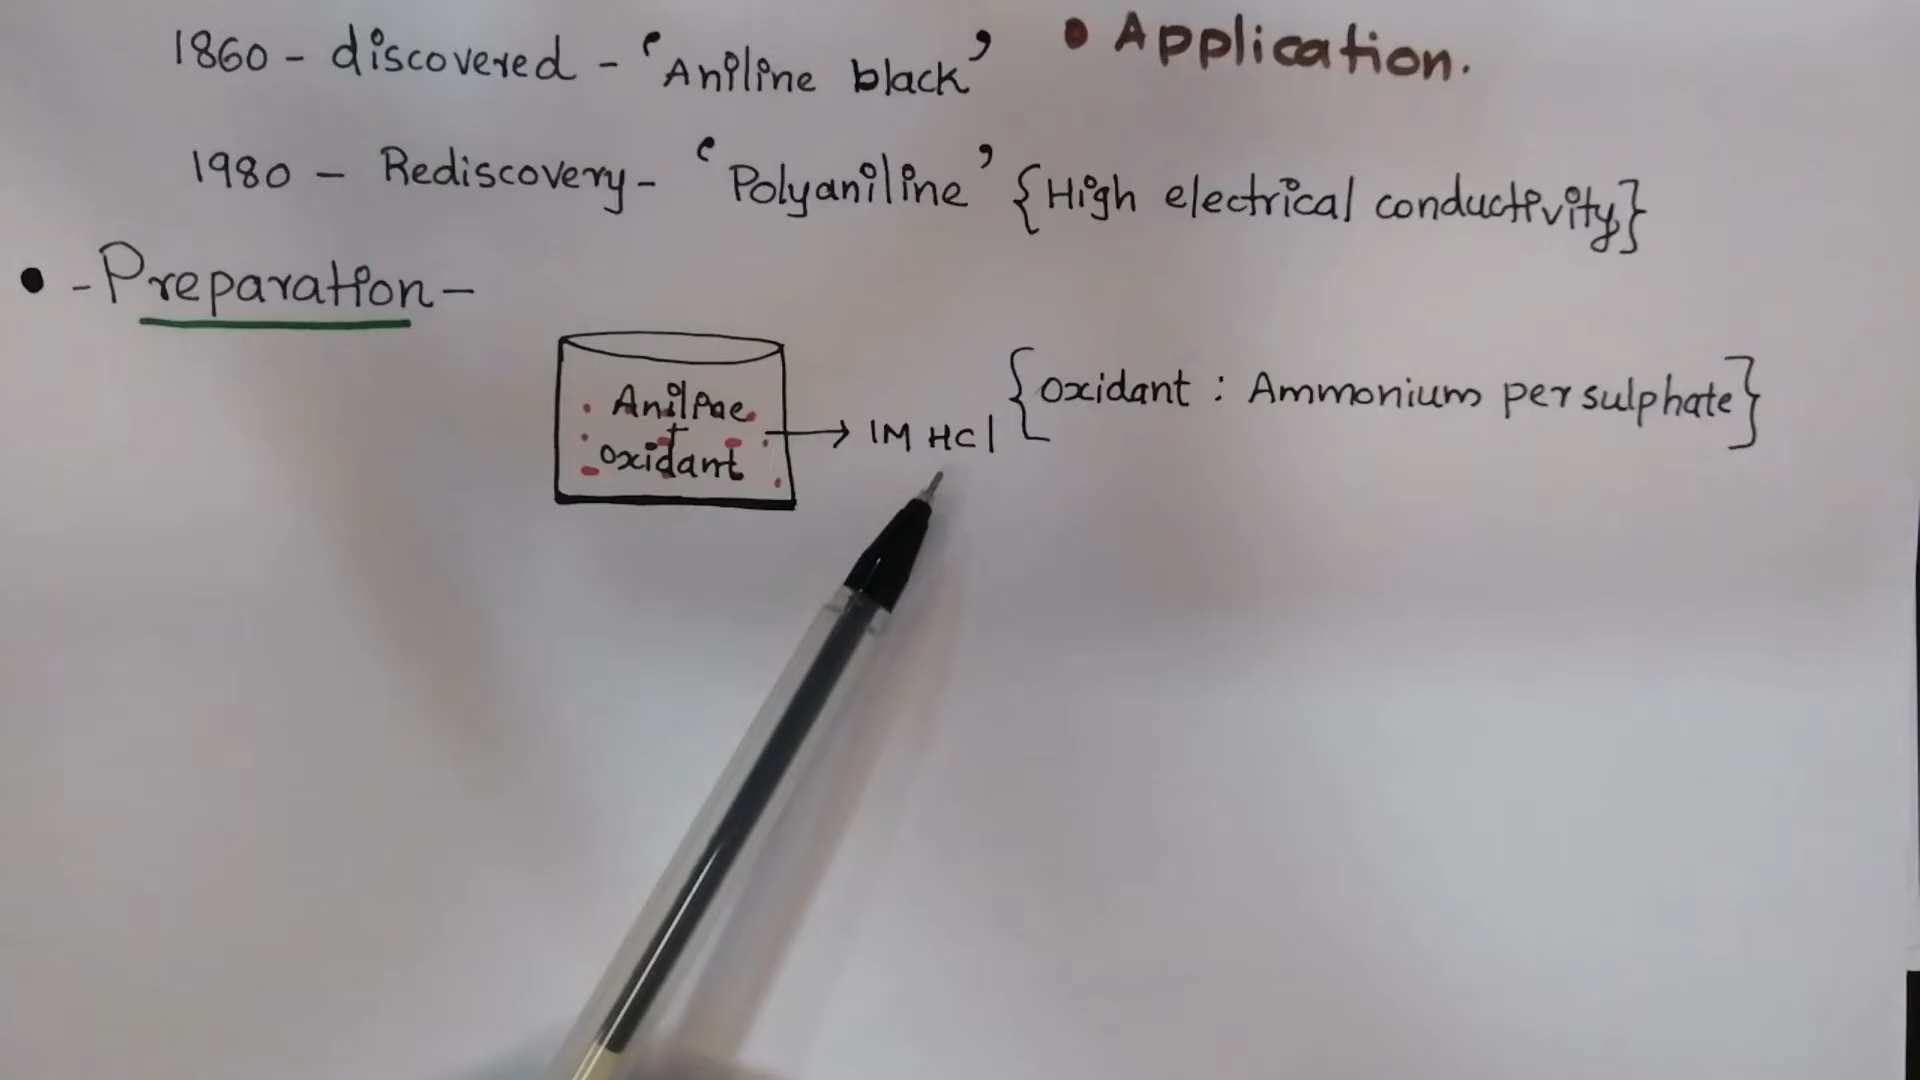 1860 - discovered - 'Aniline black'
• Application.
1980 - Rediscovery - 'Polyaniline' {High electrical conductivity}
• - Preparation -
Aniline
+
oxidant
→ 1M HCl
{oxidant : Ammonium persulphate}